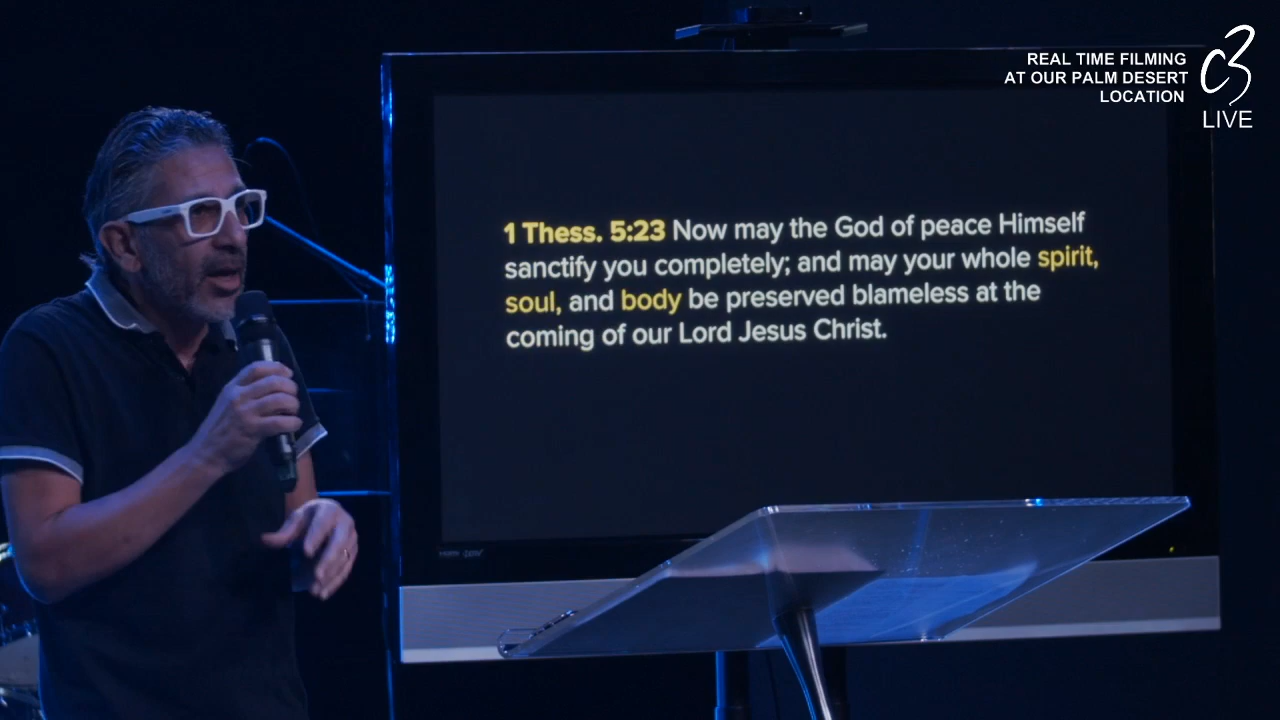 REAL TIME FILMING
AT OUR PALM DESERT
LOCATION
c3
LIVE
1 Thess. 5:23 Now may the God of peace Himself
sanctify you completely; and may your whole spirit,
soul, and body be preserved blameless at the
coming of our Lord Jesus Christ.